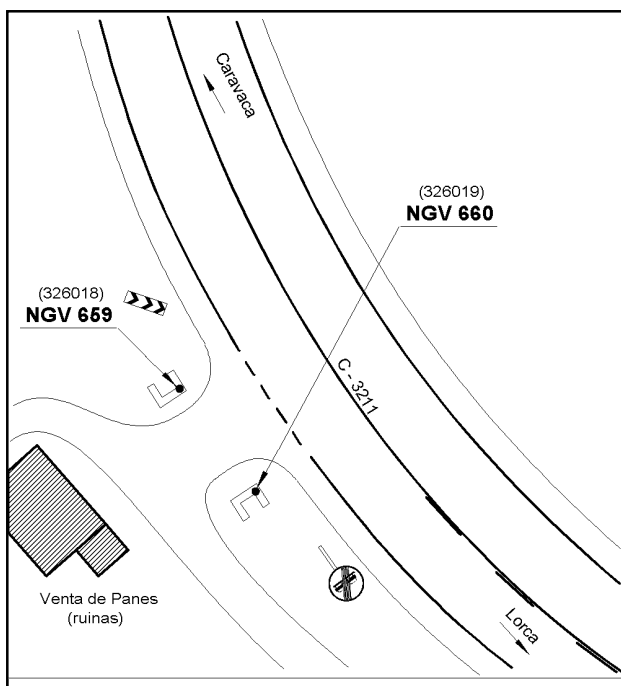 Caravaca
(326019)
NGV 660
(326018)
NGV 659
C - 3211
Venta de Panes
(ruinas)
Lorca